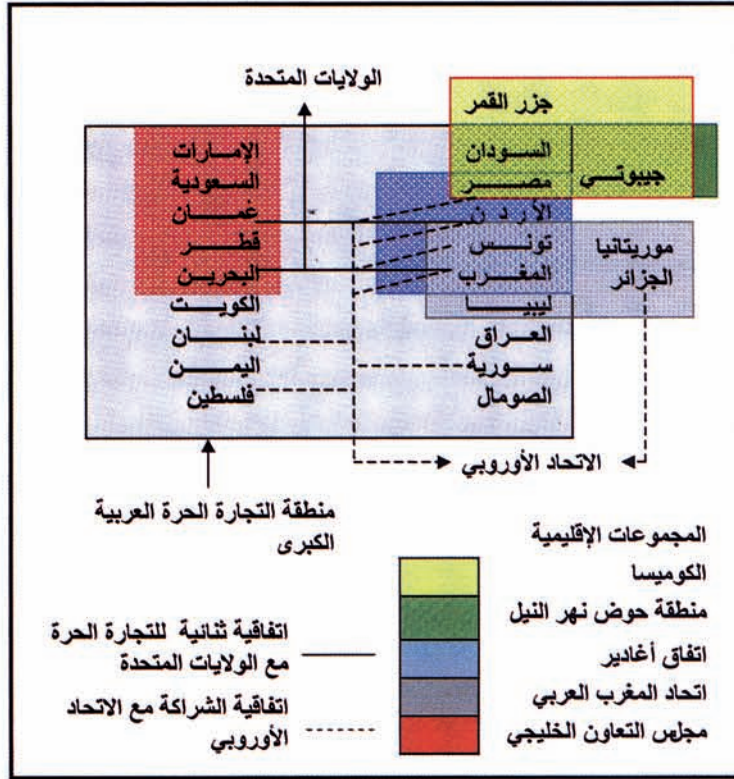 الولايات المتحدة
جزر القمر
السودان
مصر
جيبوتي
الأردن
تونس
المغرب
ليبيا
العراق
سورية
الصومال
موريتانيا
الجزائر
الإمارات
السعودية
عمان
قطر
البحرين
الكويت
لبنان
اليمن
فلسطين
الاتحاد الأوروبي
منطقة التجارة الحرة العربية
الكبرى
المجموعات الإقليمية
الكوميسا
منطقة حوض نهر النيل
اتفاق أغادير
اتحاد المغرب العربي
مجلس التعاون الخليجي
اتفاقية ثنائية للتجارة الحرة
مع الولايات المتحدة
اتفاقية الشراكة مع الاتحاد
الأوروبي